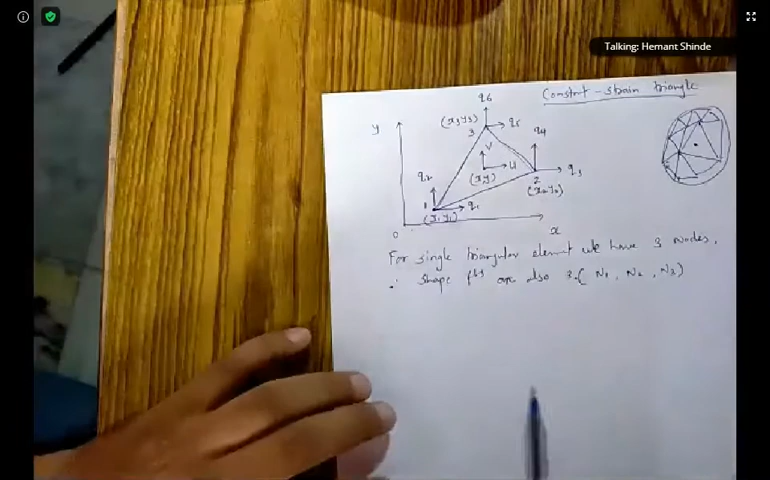 Talking: Hemant Shinde
Constant-strain triangle
y
q6
(x3 y3)
3
q5
q4
v
u
(x,y)
q2
q3
2
(x2 y2)
1
q1
(x1 y1)
0
x
For single triangular element we have 3 Nodes,
∴ shape fns are also 3. ( N1, N2, N3)